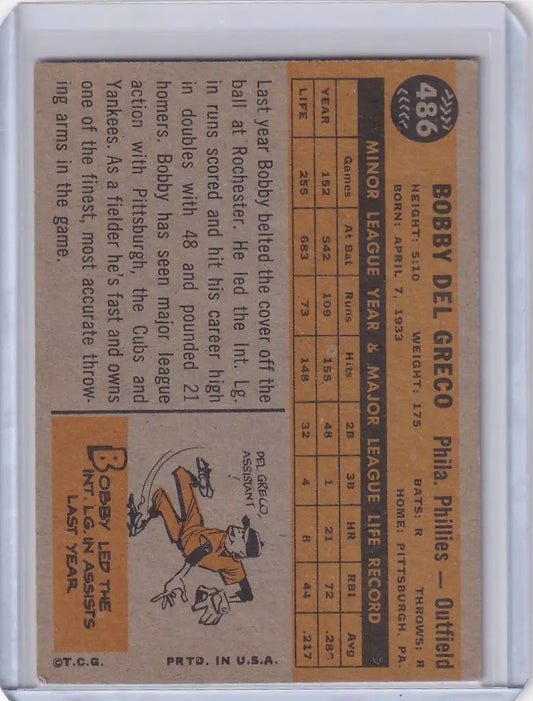 486
BOBBY DEL GRECO Phila. Phillies — Outfield
HEIGHT: 5:10 WEIGHT: 175 BATS: R THROWS: R
BORN: APRIL 7, 1933 HOME: PITTSBURGH, PA.
MINOR LEAGUE YEAR & MAJOR LEAGUE LIFE RECORD
Games At Bat Runs Hits 2B 3B HR RBI Avg
YEAR 152 542 109 155 48 1 21 72 .286
LIFE 255 683 73 148 32 4 8 44 .217
Last year Bobby belted the cover off the
ball at Rochester. He led the Int. Lg.
in runs scored and hit his career high
in doubles with 48 and pounded 21
homers. Bobby has seen major league
action with Pittsburgh, the Cubs and
Yankees. As a fielder he's fast and owns
one of the finest, most accurate throw-
ing arms in the game.
DEL GRECO,
ASSISTANT!
BOBBY LED THE
INT. LG. IN ASSISTS
LAST YEAR
©T.C.G. PRTD. IN U.S.A.